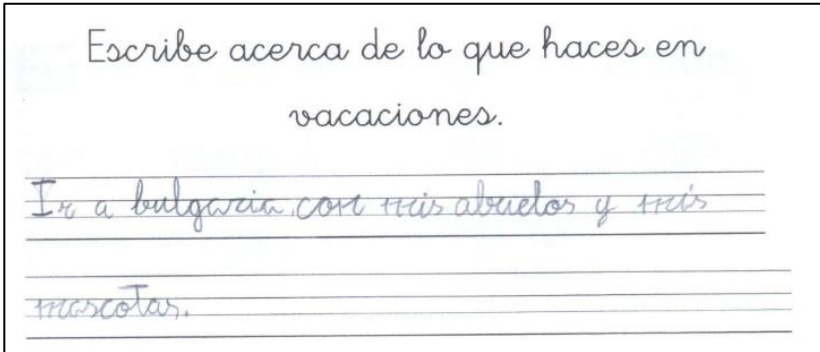 Escribe acerca de lo que haces en
vacaciones.
Ir a bulgaria con mis abuelos y mis
mascotas.